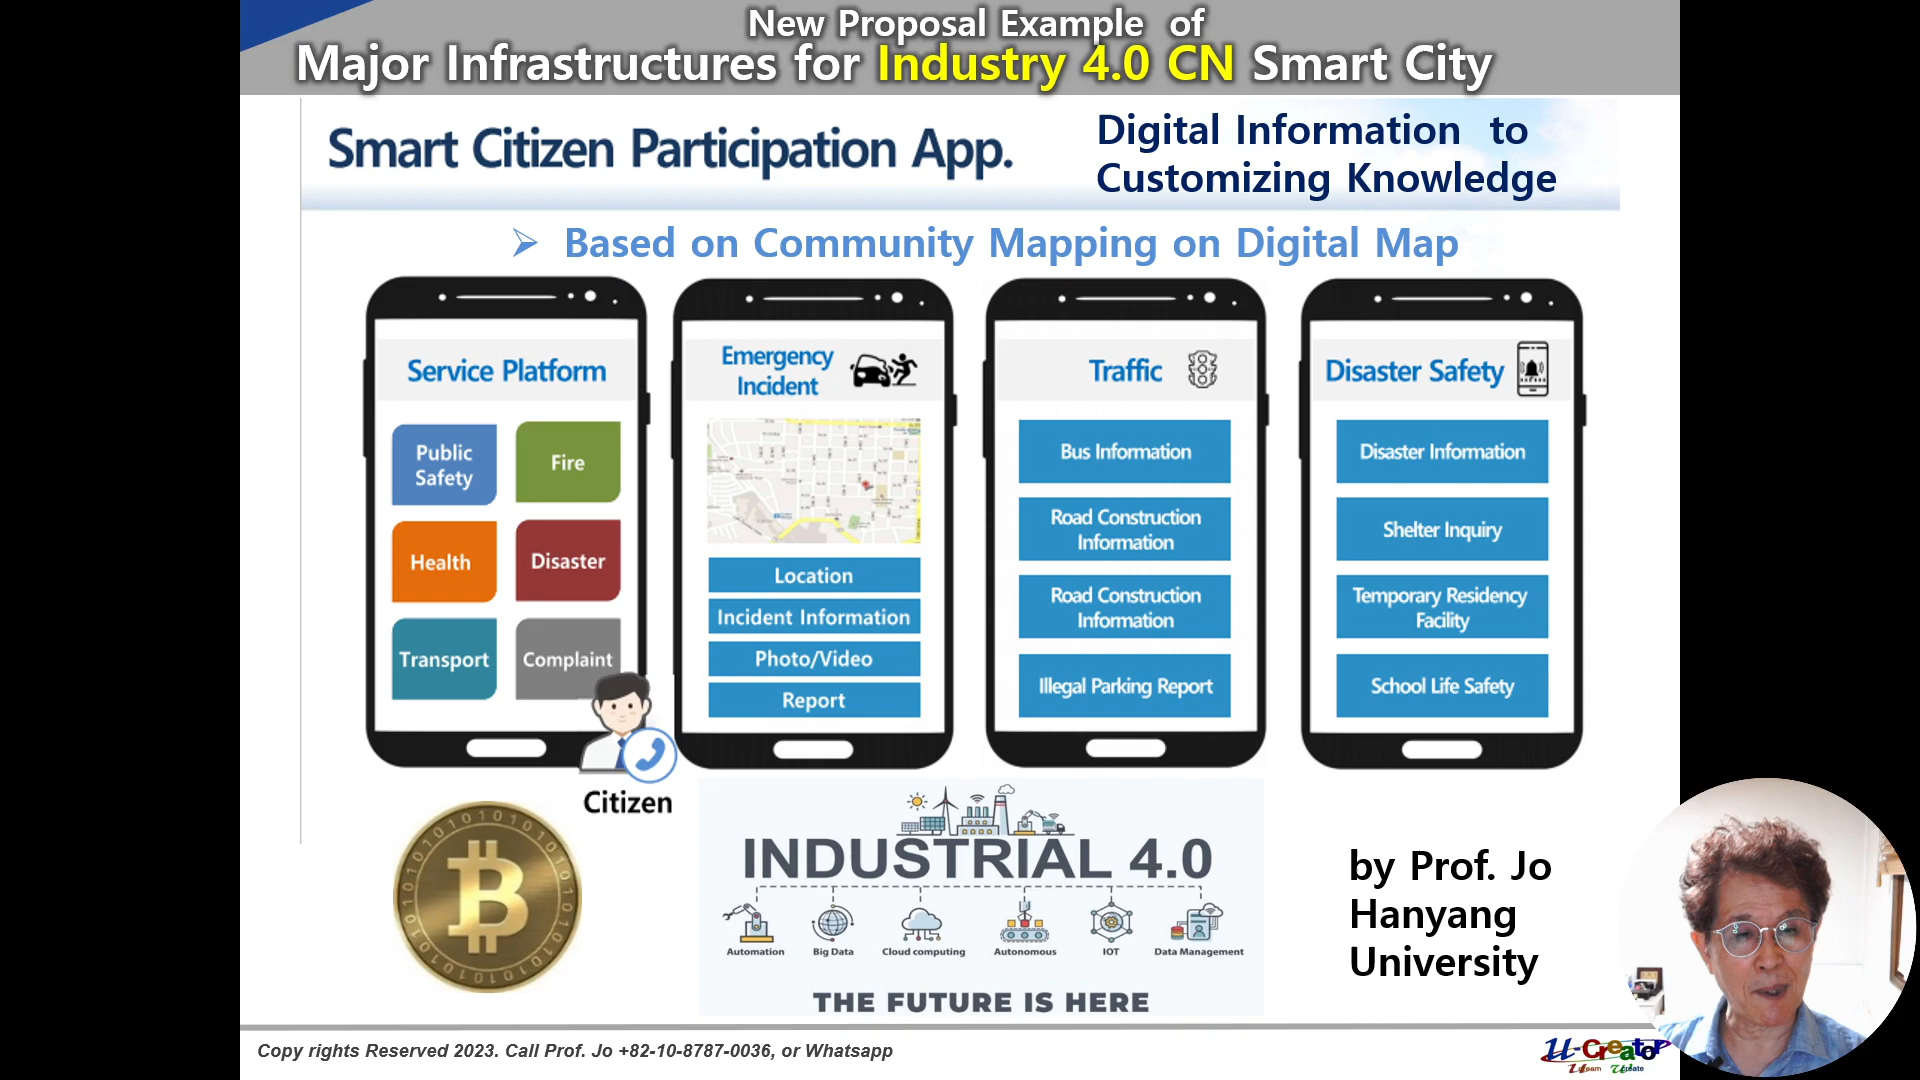 New Proposal Example of
Major Infrastructures for Industry 4.0 CN Smart City
Smart Citizen Participation App.
Digital Information to
Customizing Knowledge
Based on Community Mapping on Digital Map
Service Platform
Public
Safety
Fire
Health
Disaster
Transport
Complaint
Citizen
Emergency
Incident
Location
Incident Information
Photo/Video
Report
Traffic
Bus Information
Road Construction
Information
Road Construction
Information
Illegal Parking Report
Disaster Safety
Disaster Information
Shelter Inquiry
Temporary Residency
Facility
School Life Safety
INDUSTRIAL 4.0
Automation
Big Data
Cloud computing
Autonomous
IOT
Data Management
THE FUTURE IS HERE
by Prof. Jo
Hanyang
University
Copy rights Reserved 2023. Call Prof. Jo +82-10-8787-0036, or Whatsapp
U-Creator